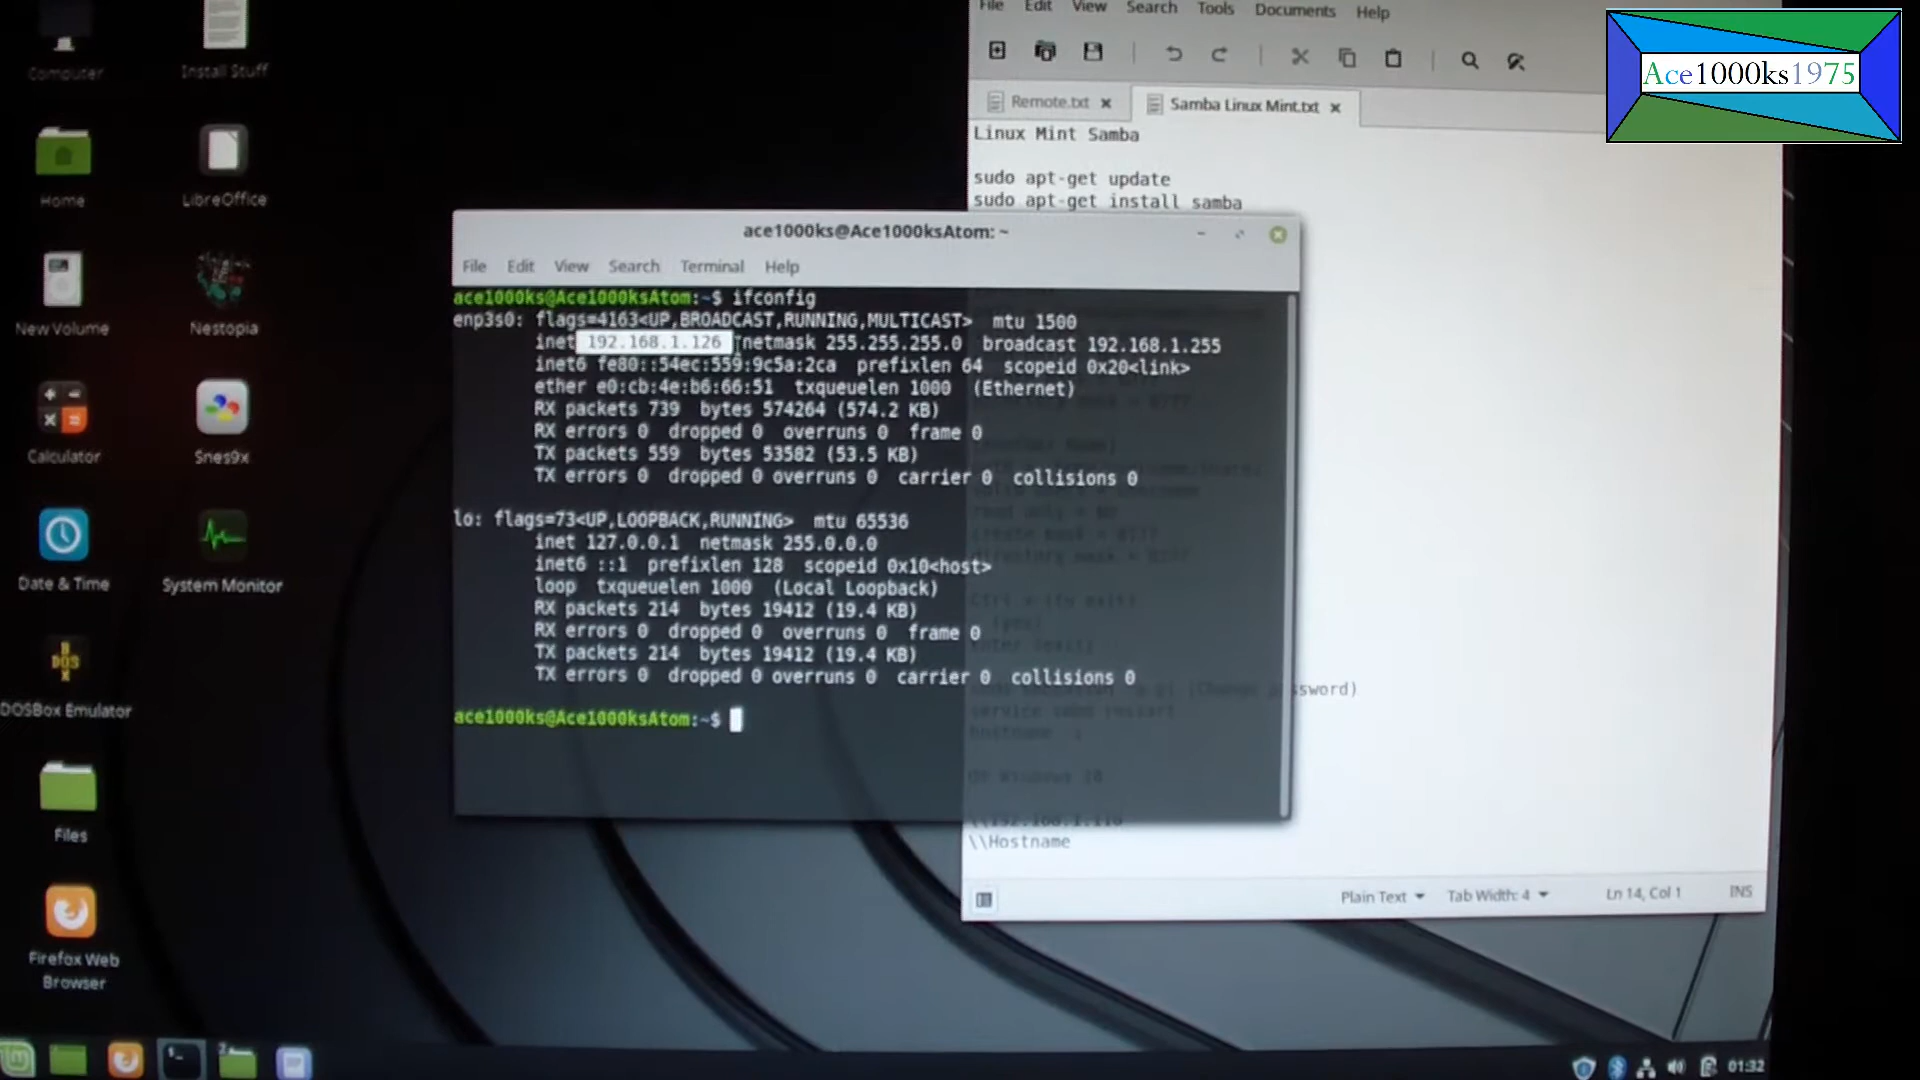 File Edit View Search Tools Documents Help
Ace1000ks1975
Remote.txt
Samba Linux Mint.txt
Linux Mint Samba
sudo apt-get update
sudo apt-get install samba
Computer
Install Stuff
Home
LibreOffice
New Volume
Nestopia
Calculator
Snes9x
Date & Time
System Monitor
DOSBox Emulator
Files
Firefox Web
Browser
ace1000ks@Ace1000ksAtom: ~
File Edit View Search Terminal Help
ace1000ks@Ace1000ksAtom:~$ ifconfig
enp3s0: flags=4163<UP,BROADCAST,RUNNING,MULTICAST> mtu 1500
inet 192.168.1.126 netmask 255.255.255.0 broadcast 192.168.1.255
inet6 fe80::54ec:559:9c5a:2ca prefixlen 64 scopeid 0x20<link>
ether e0:cb:4e:b6:66:51 txqueuelen 1000 (Ethernet)
RX packets 739 bytes 574264 (574.2 KB)
RX errors 0 dropped 0 overruns 0 frame 0
TX packets 559 bytes 53582 (53.5 KB)
TX errors 0 dropped 0 overruns 0 carrier 0 collisions 0
lo: flags=73<UP,LOOPBACK,RUNNING> mtu 65536
inet 127.0.0.1 netmask 255.0.0.0
inet6 ::1 prefixlen 128 scopeid 0x10<host>
loop txqueuelen 1000 (Local Loopback)
RX packets 214 bytes 19412 (19.4 KB)
RX errors 0 dropped 0 overruns 0 frame 0
TX packets 214 bytes 19412 (19.4 KB)
TX errors 0 dropped 0 overruns 0 carrier 0 collisions 0
ace1000ks@Ace1000ksAtom:~$
(Change password)
service smbd restart
hostname
On Windows 10
\\Hostname
Plain Text Tab Width: 4 Ln 14, Col 1 INS
01:32